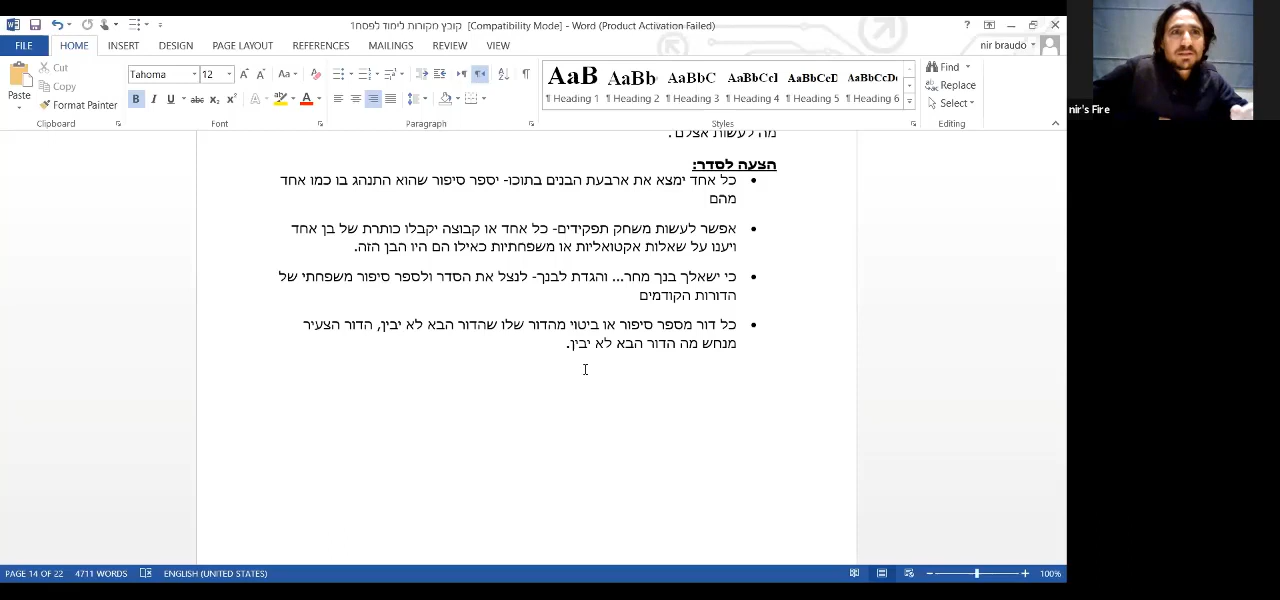 קובץ מקורות לימוד לפסח1 [Compatibility Mode] - Word (Product Activation Failed)
FILE HOME INSERT DESIGN PAGE LAYOUT REFERENCES MAILINGS REVIEW VIEW nir braudo
Paste
Cut
Copy
Format Painter
Clipboard
Tahoma 12
Font
Paragraph
AaB AaBb AaBbC AaBbCcI AaBbCcD AaBbCcDı
¶ Heading 1 ¶ Heading 2 ¶ Heading 3 ¶ Heading 4 ¶ Heading 5 ¶ Heading 6
Styles
Find
Replace
Select
Editing
nir's Fire
מה לעשות אצלם .
הצעה לסדר:
• כל אחד ימצא את ארבעת הבנים בתוכו- יספר סיפור שהוא התנהג בו כמו אחד
מהם
• אפשר לעשות משחק תפקידים- כל אחד או קבוצה יקבלו כותרת של בן אחד
ויענו על שאלות אקטואליות או משפחתיות כאילו הם היו הבן הזה.
• כי ישאלך בנך מחר... והגדת לבנך- לנצל את הסדר ולספר סיפור משפחתי של
הדורות הקודמים
• כל דור מספר סיפור או ביטוי מהדור שלו שהדור הבא לא יבין, הדור הצעיר
מנחש מה הדור הבא לא יבין.
PAGE 14 OF 22 4711 WORDS ENGLISH (UNITED STATES) 100%